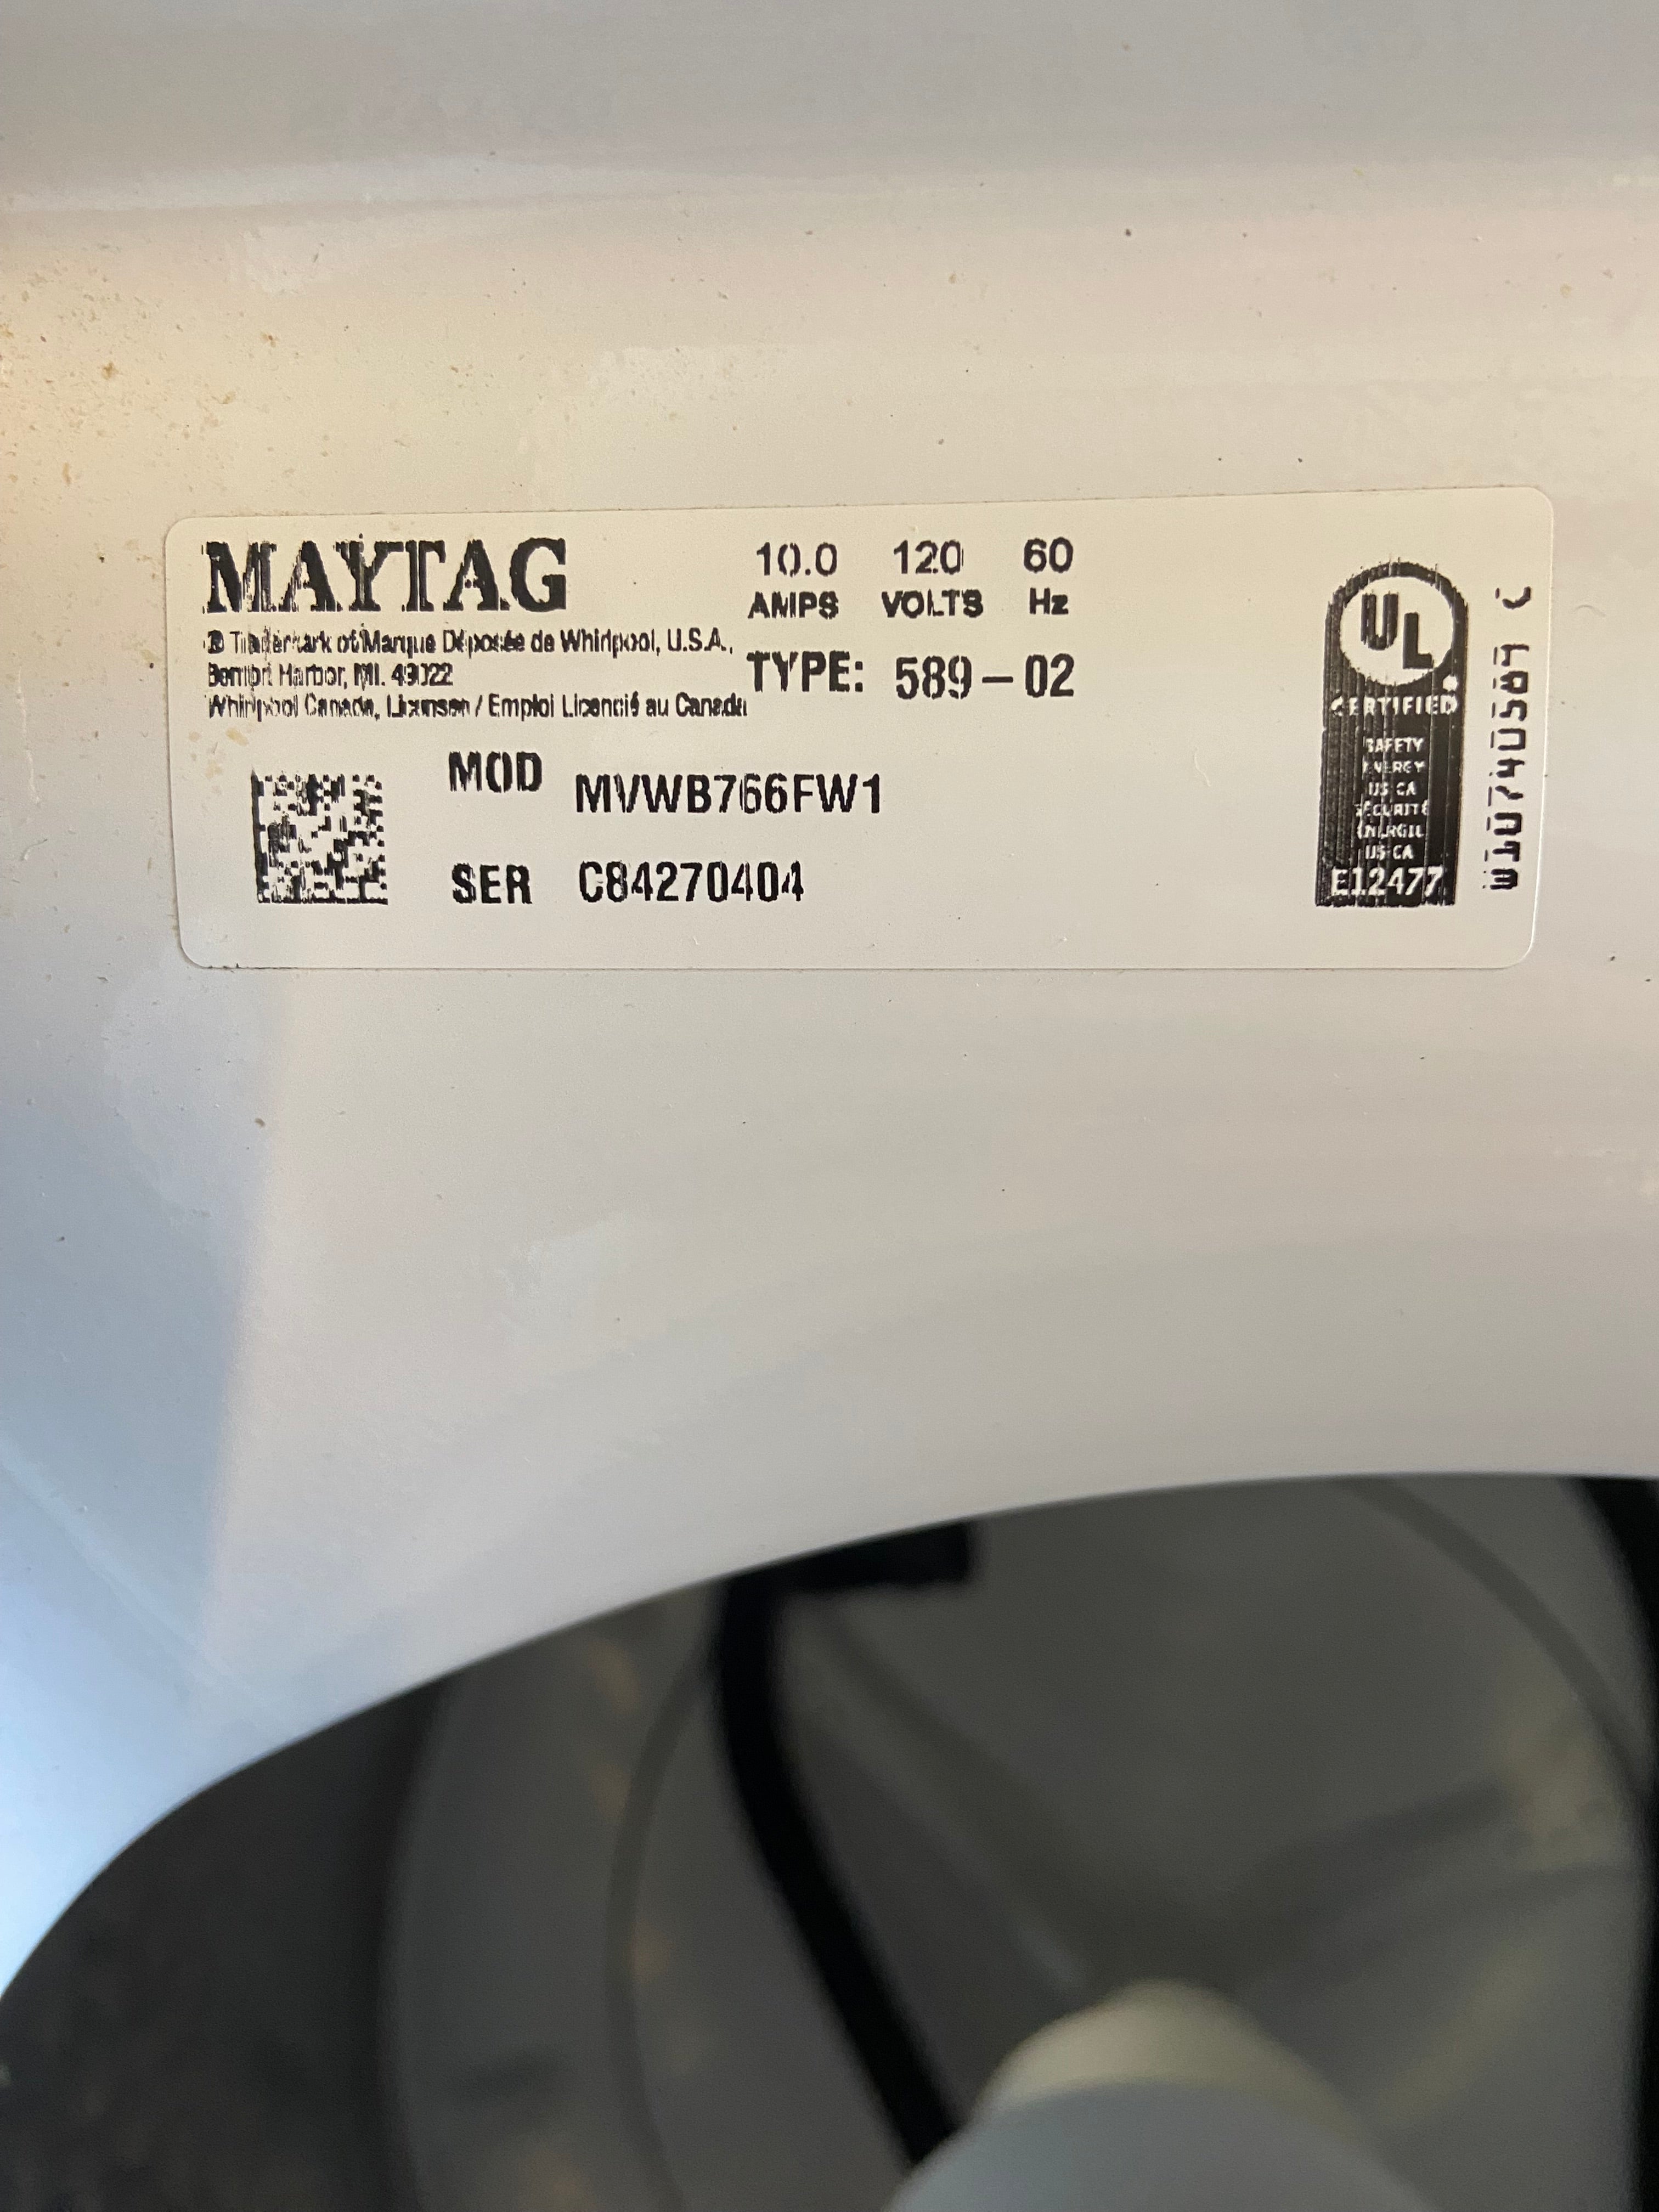 MAYTAG
10.0 120 60
AMPS VOLTS Hz
® Trademark of/Marque Déposée de Whirlpool, U.S.A.,
Benton Harbor, MI. 49022
Whirlpool Canada, Licensee / Emploi Licencié au Canada
TYPE: 589-02
MOD MVWB766FW1
SER C84270404
UL
CERTIFIED
SAFETY
ENERGY
US CA
SÉCURITÉ
ÉNERGIE
US CA
E12477
W10740589 C